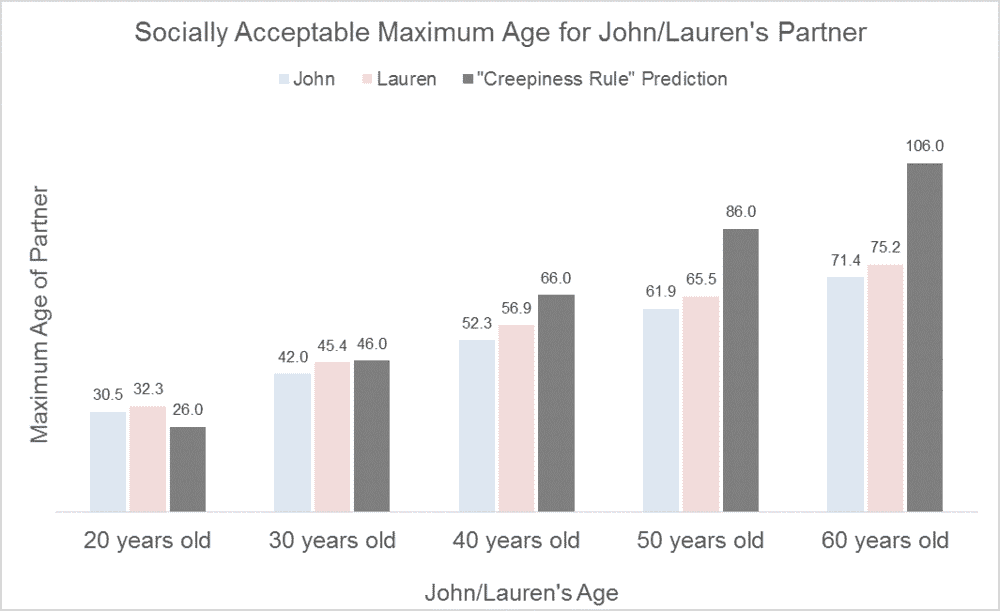 Socially Acceptable Maximum Age for John/Lauren's Partner
John Lauren "Creepiness Rule" Prediction
Maximum Age of Partner
30.5 32.3 26.0
42.0 45.4 46.0
52.3 56.9 66.0
61.9 65.5 86.0
71.4 75.2 106.0
20 years old 30 years old 40 years old 50 years old 60 years old
John/Lauren's Age